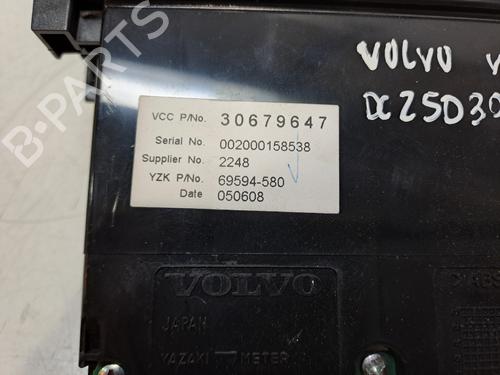 VOLVO
DC25D30
VCC P/No. 30679647
Serial No. 002000158538
Supplier No. 2248
YZK P/No. 69594-580
Date 050608
VOLVO
JAPAN
YAZAKI METER
B-PARTS